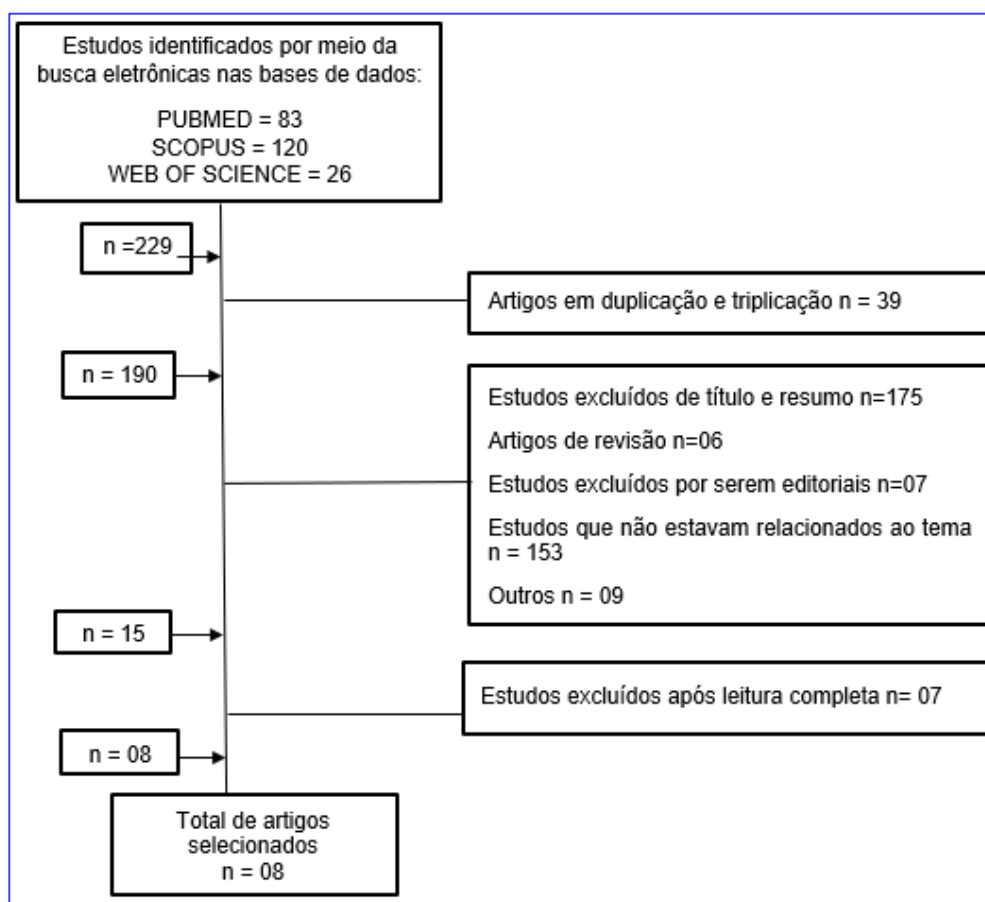 Estudos identificados por meio da
busca eletrônicas nas bases de dados:
PUBMED = 83
SCOPUS = 120
WEB OF SCIENCE = 26
n =229
Artigos em duplicação e triplicação n = 39
n = 190
Estudos excluídos de título e resumo n=175
Artigos de revisão n=06
Estudos excluídos por serem editoriais n=07
Estudos que não estavam relacionados ao tema
n = 153
Outros n = 09
n = 15
Estudos excluídos após leitura completa n= 07
n = 08
Total de artigos
selecionados
n = 08